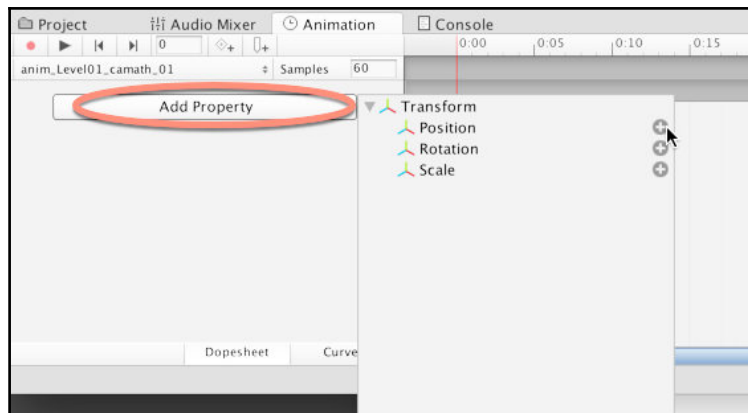 Project Audio Mixer Animation Console
0 0:00 0:05 0:10 0:15
anim_Level01_camath_01 Samples 60
Add Property Transform
Position
Rotation
Scale
Dopesheet Curve